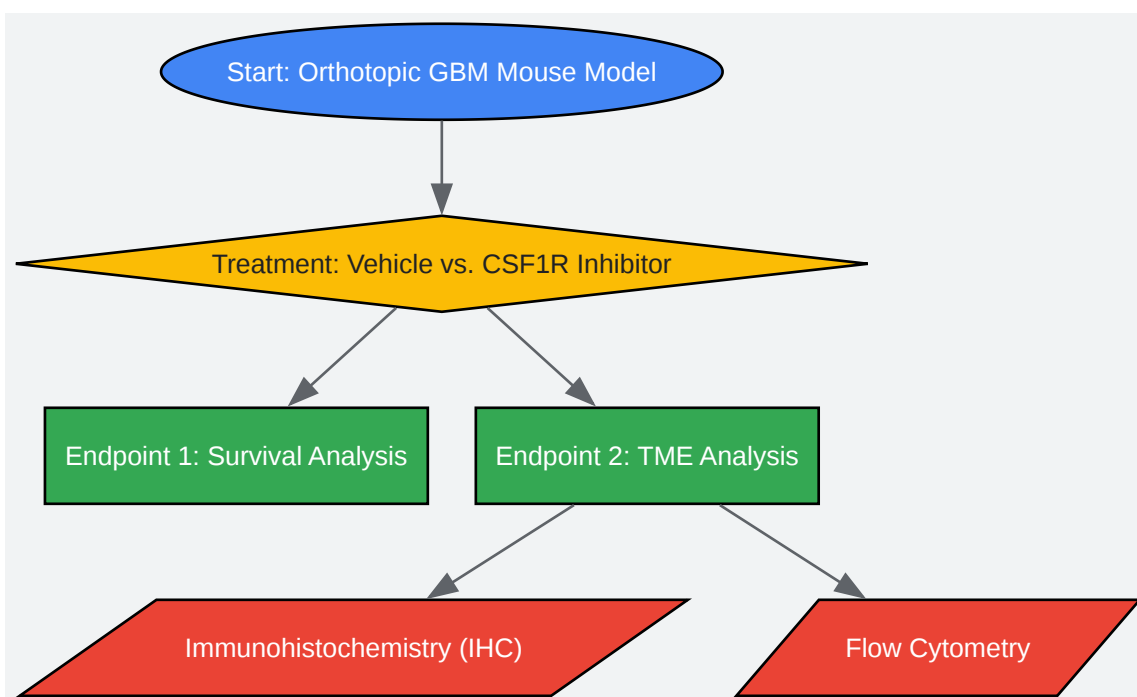 Start: Orthotopic GBM Mouse Model
Treatment: Vehicle vs. CSF1R Inhibitor
Endpoint 1: Survival Analysis
Endpoint 2: TME Analysis
Immunohistochemistry (IHC)
Flow Cytometry